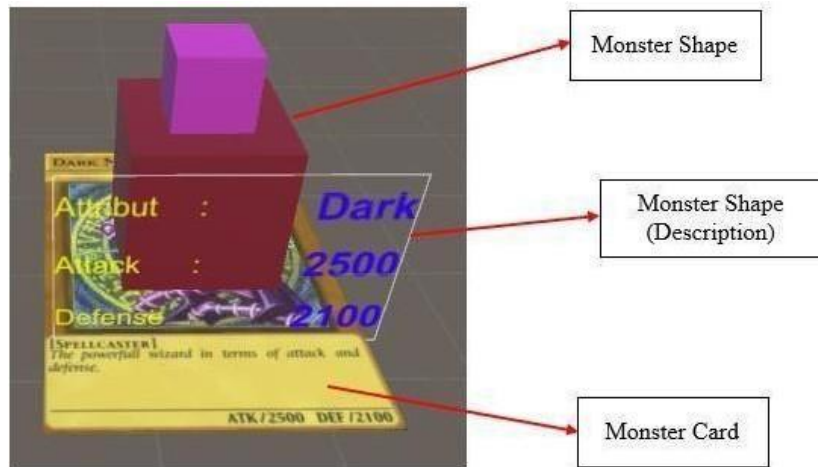 Monster Shape
DARK
Attribut : Dark
Attack : 2500
Defense 2100
Monster Shape
(Description)
[SPELLCASTER]
The powerfull wizard in terms of attack and
defense.
ATK/2500 DEF/2100
Monster Card